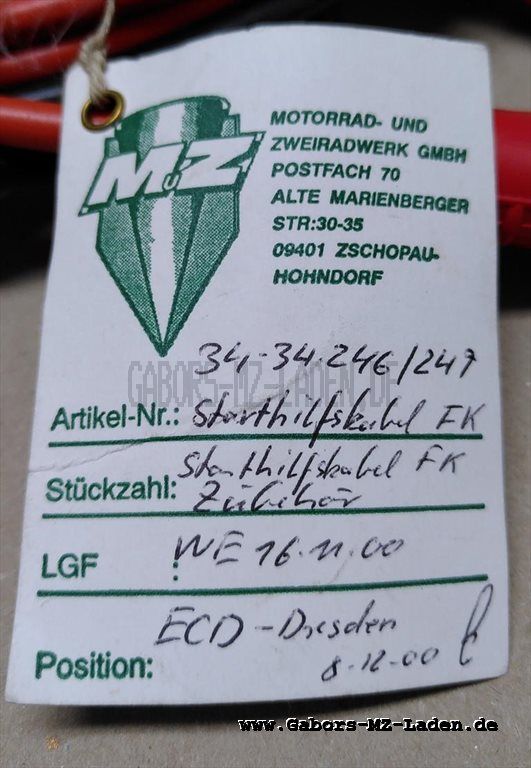 MuZ
MOTORRAD- UND
ZWEIRADWERK GMBH
POSTFACH 70
ALTE MARIENBERGER
STR:30-35
09401 ZSCHOPAU-
HOHNDORF
34-34.246/247
GABORS-MZ-LADEN.DE
Artikel-Nr.: Starthilfskabel FK
Starthilfskabel FK
Stückzahl: Zubehör
LGF : WE 16.11.00
ECD-Dresden
Position: 8.12.00
www.Gabors-MZ-Laden.de